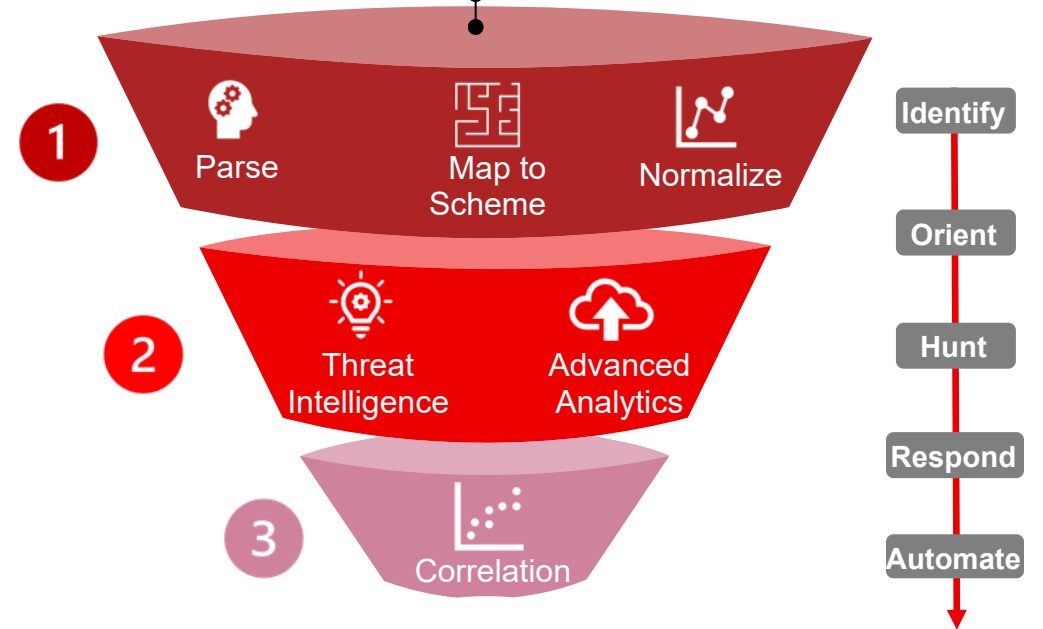 1
Parse
Map to
Scheme
Normalize
2
Threat
Intelligence
Advanced
Analytics
3
Correlation
Identify
Orient
Hunt
Respond
Automate